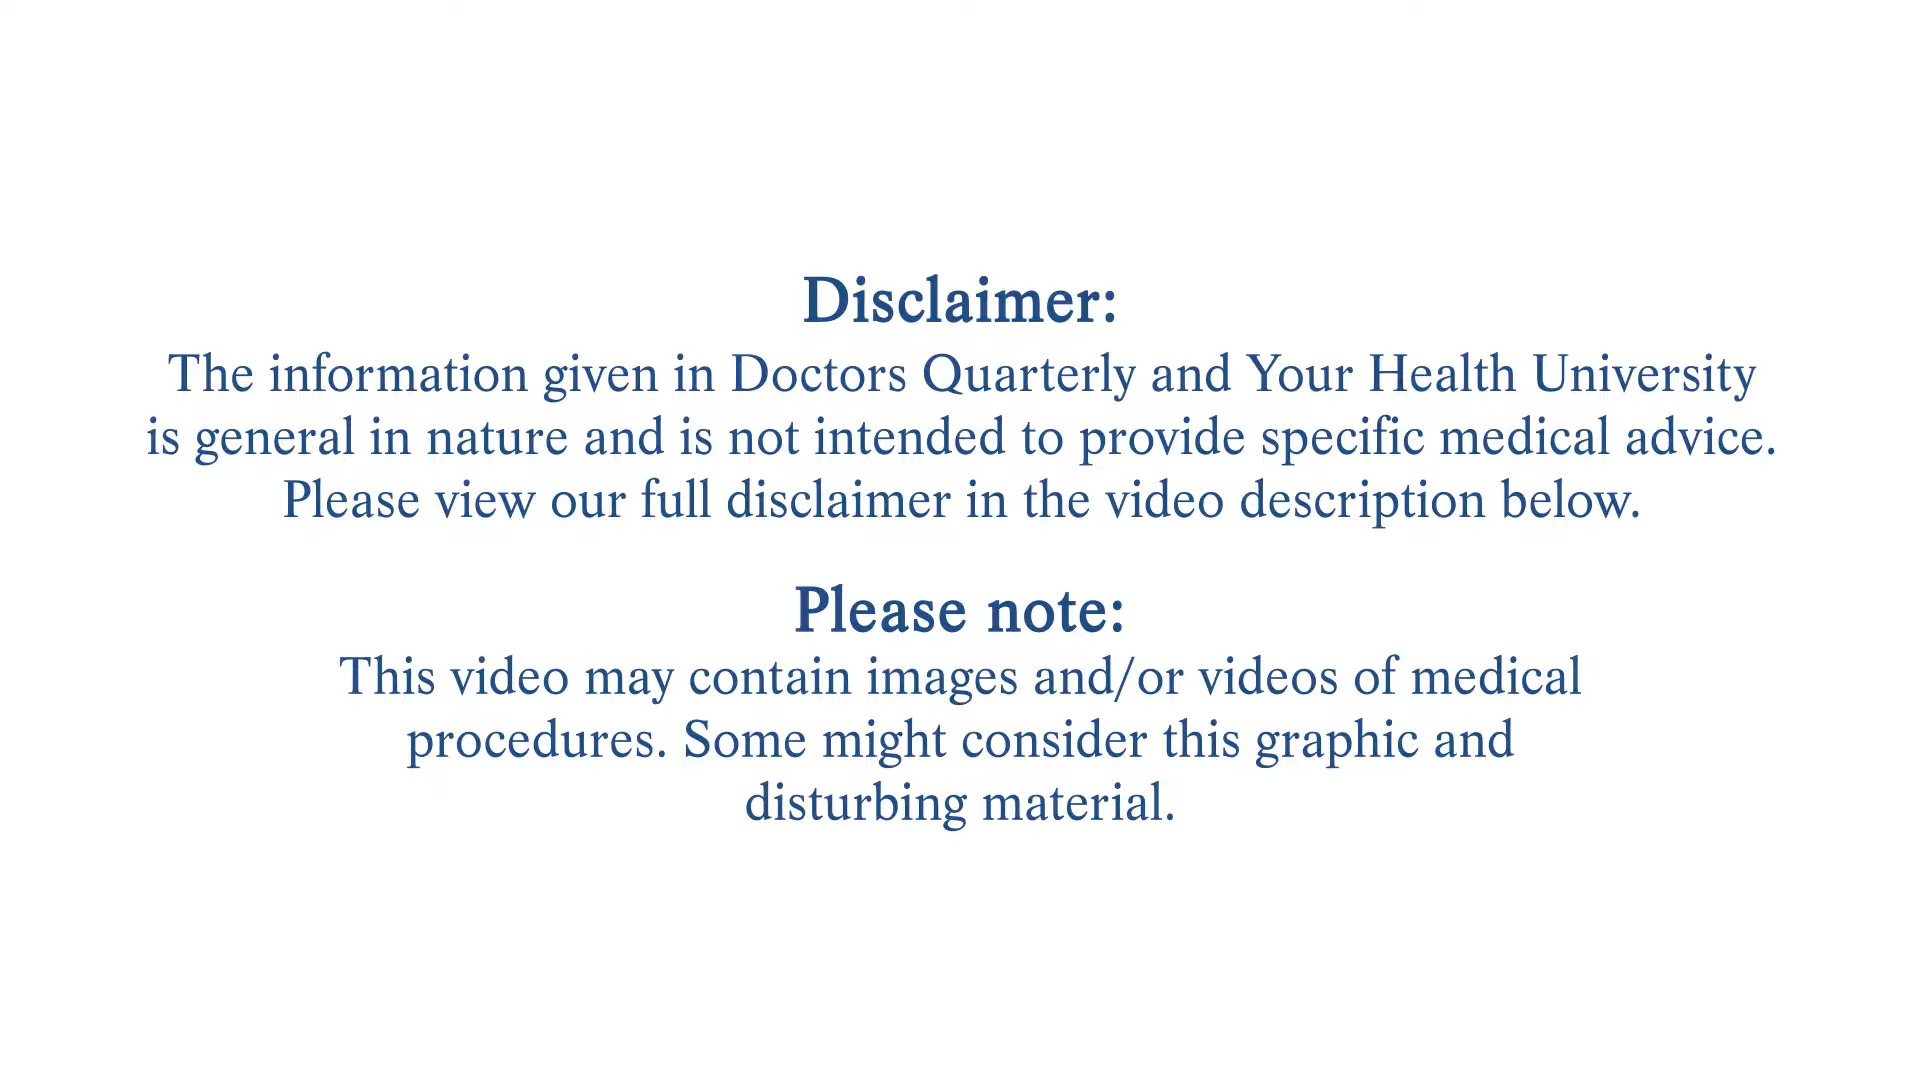 Disclaimer:
The information given in Doctors Quarterly and Your Health University
is general in nature and is not intended to provide specific medical advice.
Please view our full disclaimer in the video description below.
Please note:
This video may contain images and/or videos of medical
procedures. Some might consider this graphic and
disturbing material.